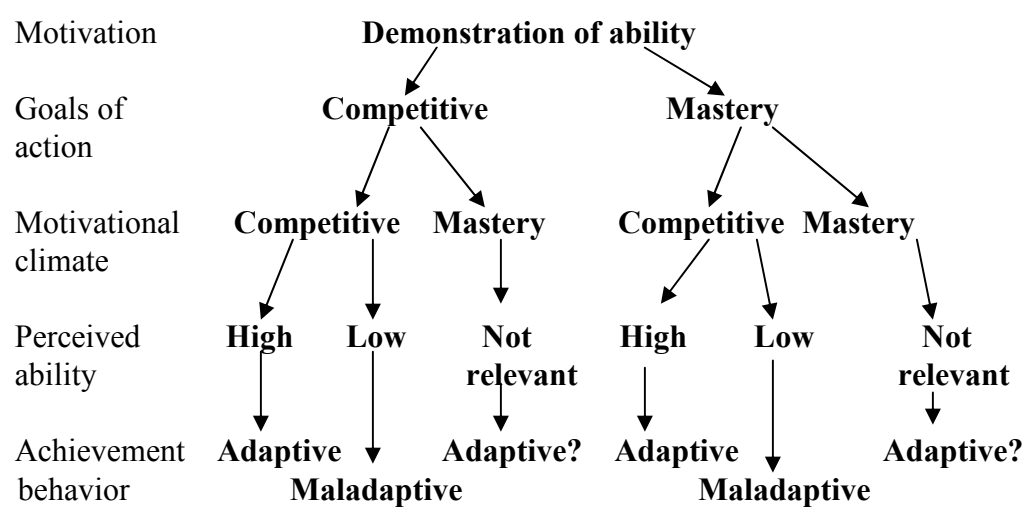 Motivation Demonstration of ability
Goals of Competitive Mastery
action
Motivational Competitive Mastery Competitive Mastery
climate
Perceived High Low Not High Low Not
ability relevant relevant
Achievement Adaptive Adaptive? Adaptive Adaptive?
behavior Maladaptive Maladaptive